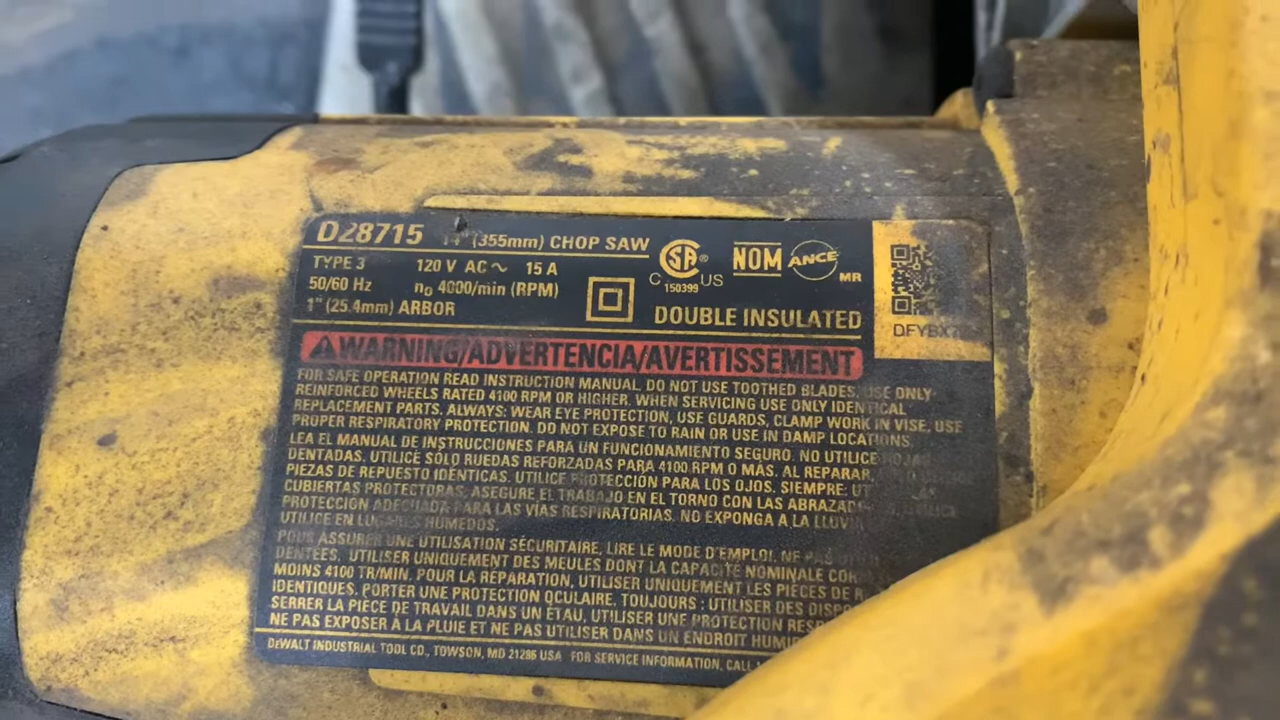 D28715 14" (355mm) CHOP SAW
TYPE 3 120 V AC ~ 15 A
50/60 Hz n₀ 4000/min (RPM)
1" (25.4mm) ARBOR
SA®
C 150399 US
NOM ANCE MR
DOUBLE INSULATED
WARNING/ADVERTENCIA/AVERTISSEMENT
FOR SAFE OPERATION READ INSTRUCTION MANUAL. DO NOT USE TOOTHED BLADES, USE ONLY
REINFORCED WHEELS RATED 4100 RPM OR HIGHER. WHEN SERVICING USE ONLY IDENTICAL
REPLACEMENT PARTS. ALWAYS: WEAR EYE PROTECTION, USE GUARDS, CLAMP WORK IN VISE, USE
PROPER RESPIRATORY PROTECTION. DO NOT EXPOSE TO RAIN OR USE IN DAMP LOCATIONS.
LEA EL MANUAL DE INSTRUCCIONES PARA UN FUNCIONAMIENTO SEGURO. NO UTILICE HOJAS
DENTADAS. UTILICE SÓLO RUEDAS REFORZADAS PARA 4100 RPM O MÁS. AL REPARAR,
PIEZAS DE REPUESTO IDÉNTICAS. UTILICE PROTECCIÓN PARA LOS OJOS. SIEMPRE:
CUBIERTAS PROTECTORAS, ASEGURE EL TRABAJO EN EL TORNO CON LAS
PROTECCIÓN ADECUADA PARA LAS VÍAS RESPIRATORIAS. NO EXPONGA A LA LLUVIA
UTILICE EN LUGARES HÚMEDOS.
POUR ASSURER UNE UTILISATION SÉCURITAIRE, LIRE LE MODE D'EMPLOI, NE PAS
DENTÉES. UTILISER UNIQUEMENT DES MEULES DONT LA CAPACITÉ NOMINALE
MOINS 4100 TR/MIN. POUR LA RÉPARATION, UTILISER UNIQUEMENT LES PIÈCES DE
IDENTIQUES. PORTER UNE PROTECTION OCULAIRE. TOUJOURS : UTILISER DES
SERRER LA PIÈCE DE TRAVAIL DANS UN ÉTAU, UTILISER UNE PROTECTION
NE PAS EXPOSER À LA PLUIE ET NE PAS UTILISER DANS UN ENDROIT
DeWALT INDUSTRIAL TOOL CO., TOWSON, MD 21286 USA FOR SERVICE INFORMATION, CALL